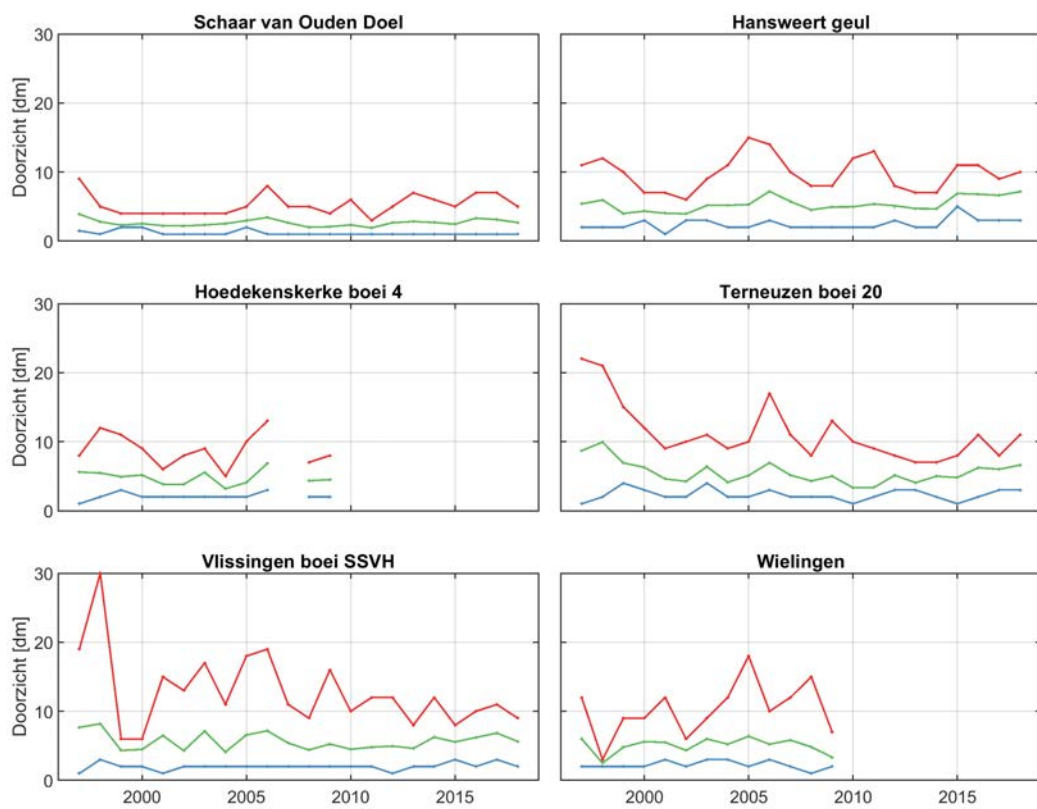 Schaar van Ouden Doel
Hansweert geul
30
20
10
0
Doorzicht [dm]
Hoedekenskerke boei 4
Terneuzen boei 20
30
20
10
0
Doorzicht [dm]
Vlissingen boei SSVH
Wielingen
30
20
10
0
Doorzicht [dm]
2000 2005 2010 2015
2000 2005 2010 2015